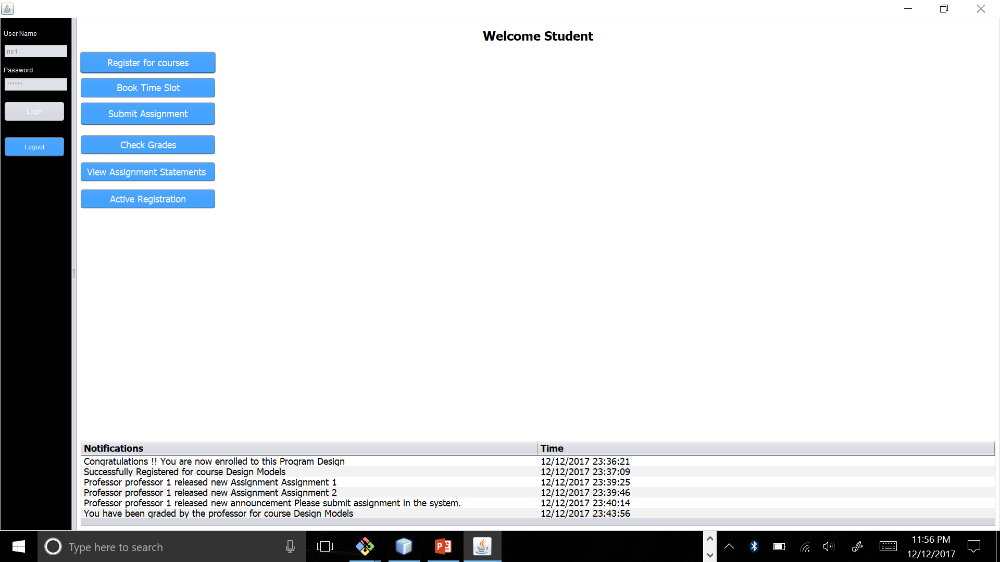 User Name
ns1
Password
******
Login
Logout
Welcome Student
Register for courses
Book Time Slot
Submit Assignment
Check Grades
View Assignment Statements
Active Registration
Notifications Time
Congratulations !! You are now enrolled to this Program Design 12/12/2017 23:36:21
Successfully Registered for course Design Models 12/12/2017 23:37:09
Professor professor 1 released new Assignment Assignment 1 12/12/2017 23:39:25
Professor professor 1 released new Assignment Assignment 2 12/12/2017 23:39:46
Professor professor 1 released new announcement Please submit assignment in the system. 12/12/2017 23:40:14
You have been graded by the professor for course Design Models 12/12/2017 23:43:56
Type here to search
P
11:56 PM
12/12/2017